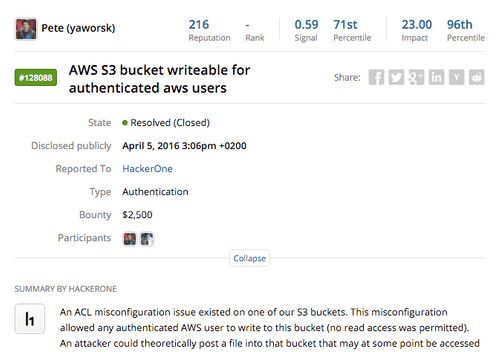 Pete (yaworsk) 216 - 0.59 71st 23.00 96th
Reputation Rank Signal Percentile Impact Percentile
#128088 AWS S3 bucket writeable for
authenticated aws users
Share:
State Resolved (Closed)
Disclosed publicly April 5, 2016 3:06pm +0200
Reported To HackerOne
Type Authentication
Bounty $2,500
Participants
Collapse
SUMMARY BY HACKERONE
An ACL misconfiguration issue existed on one of our S3 buckets. This misconfiguration
allowed any authenticated AWS user to write to this bucket (no read access was permitted).
An attacker could theoretically post a file into that bucket that may at some point be accessed